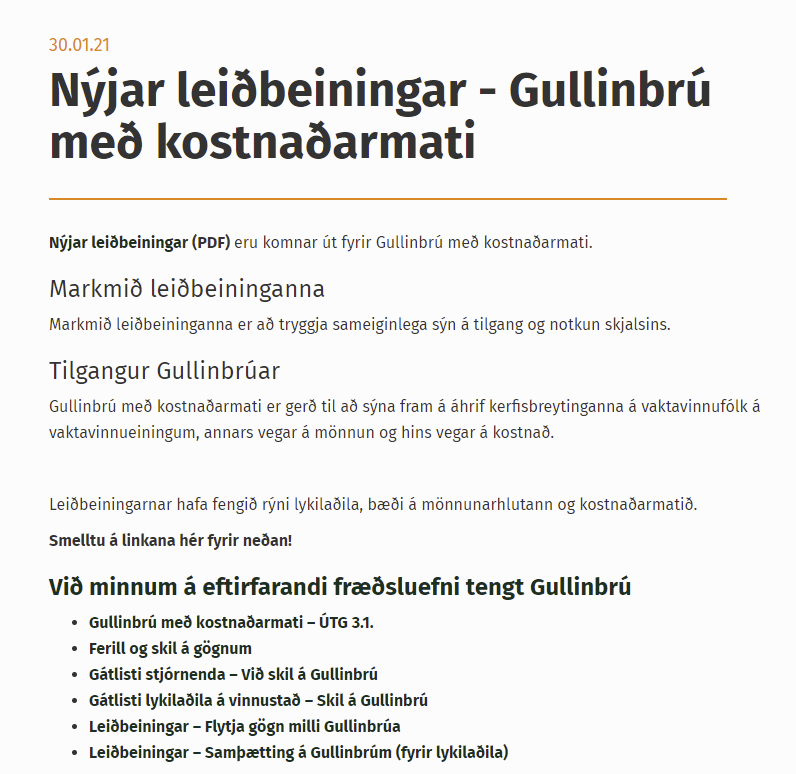 30.01.21
Nýjar leiðbeiningar - Gullinbrú
með kostnaðarmati
Nýjar leiðbeiningar (PDF) eru komnar út fyrir Gullinbrú með kostnaðarmati.
Markmið leiðbeininganna
Markmið leiðbeininganna er að tryggja sameiginlega sýn á tilgang og notkun skjalsins.
Tilgangur Gullinbrúar
Gullinbrú með kostnaðarmati er gerð til að sýna fram á áhrif kerfisbreytinganna á vaktavinnufólk á
vaktavinnueiningum, annars vegar á mönnun og hins vegar á kostnað.
Leiðbeiningarnar hafa fengið rýni lykilaðila, bæði á mönnunarhlutann og kostnaðarmatið.
Smelltu á linkana hér fyrir neðan!
Við minnum á eftirfarandi fræðsluefni tengt Gullinbrú
• Gullinbrú með kostnaðarmati – ÚTG 3.1.
• Ferill og skil á gögnum
• Gátlisti stjórnenda – Við skil á Gullinbrú
• Gátlisti lykilaðila á vinnustað – Skil á Gullinbrú
• Leiðbeiningar – Flytja gögn milli Gullinbrúa
• Leiðbeiningar – Samþætting á Gullinbrúm (fyrir lykilaðila)